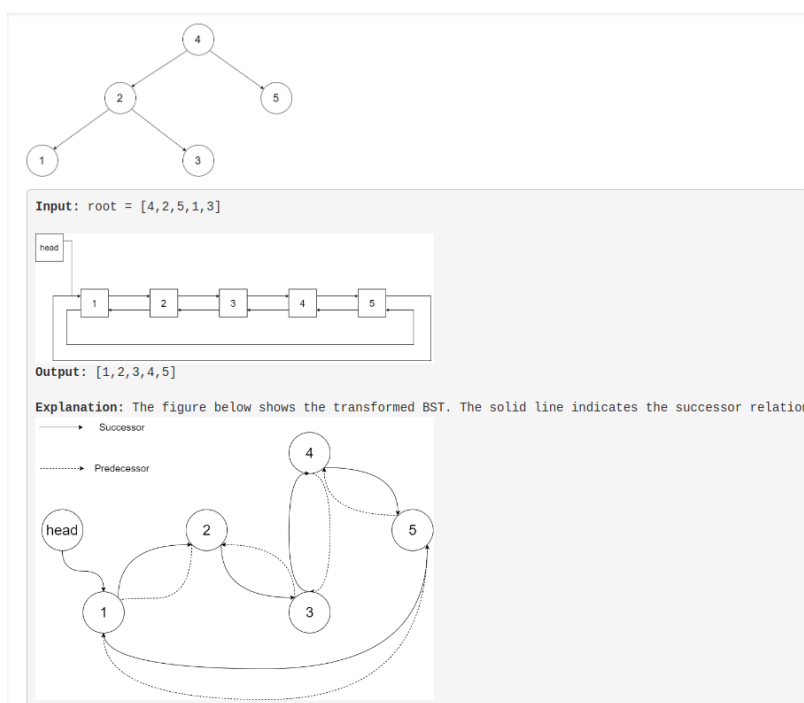 4
2
5
1
3
Input: root = [4,2,5,1,3]
head
1 2 3 4 5
Output: [1,2,3,4,5]
Explanation: The figure below shows the transformed BST. The solid line indicates the successor
Successor
4
Predecessor
head
2
5
1
3